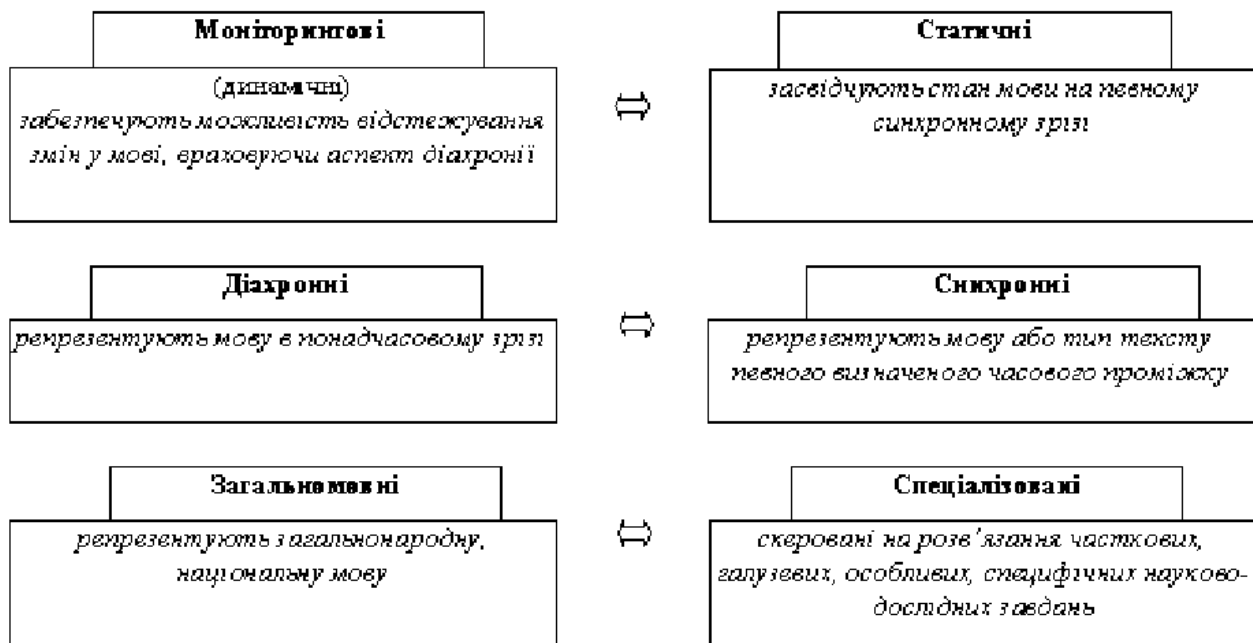 Моніторингові
(динамічні)
забезпечують можливість відстежування
змін у мові, враховуючи аспект діахронії
Статичні
засвідчують стан мови на певному
синхронному зрізі
Діахронні
репрезентують мову в понадчасовому зрізі
Синхронні
репрезентують мову або тип тексту
певного визначеного часового проміжку
Загальномовні
репрезентують загальнонародну,
національну мову
Спеціалізовані
скеровані на розв’язання часткових,
галузевих, особливих, специфічних науково-
дослідних завдань